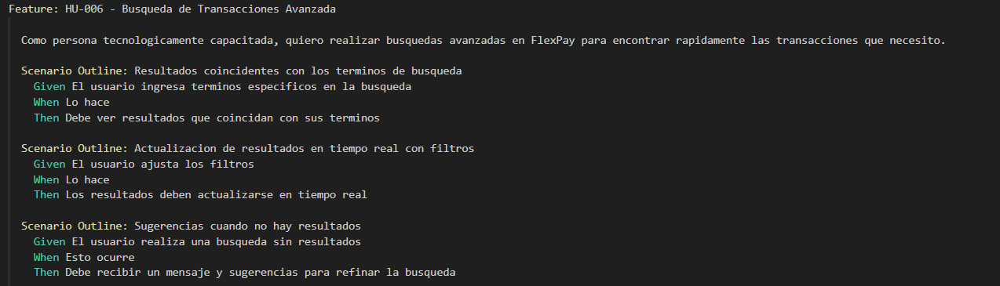 Feature: HU-006 - Busqueda de Transacciones Avanzada
Como persona tecnologicamente capacitada, quiero realizar busquedas avanzadas en FlexPay para encontrar rapidamente las transacciones que necesito.
Scenario Outline: Resultados coincidentes con los terminos de busqueda
Given El usuario ingresa terminos especificos en la busqueda
When Lo hace
Then Debe ver resultados que coincidan con sus terminos
Scenario Outline: Actualizacion de resultados en tiempo real con filtros
Given El usuario ajusta los filtros
When Lo hace
Then Los resultados deben actualizarse en tiempo real
Scenario Outline: Sugerencias cuando no hay resultados
Given El usuario realiza una busqueda sin resultados
When Esto ocurre
Then Debe recibir un mensaje y sugerencias para refinar la busqueda